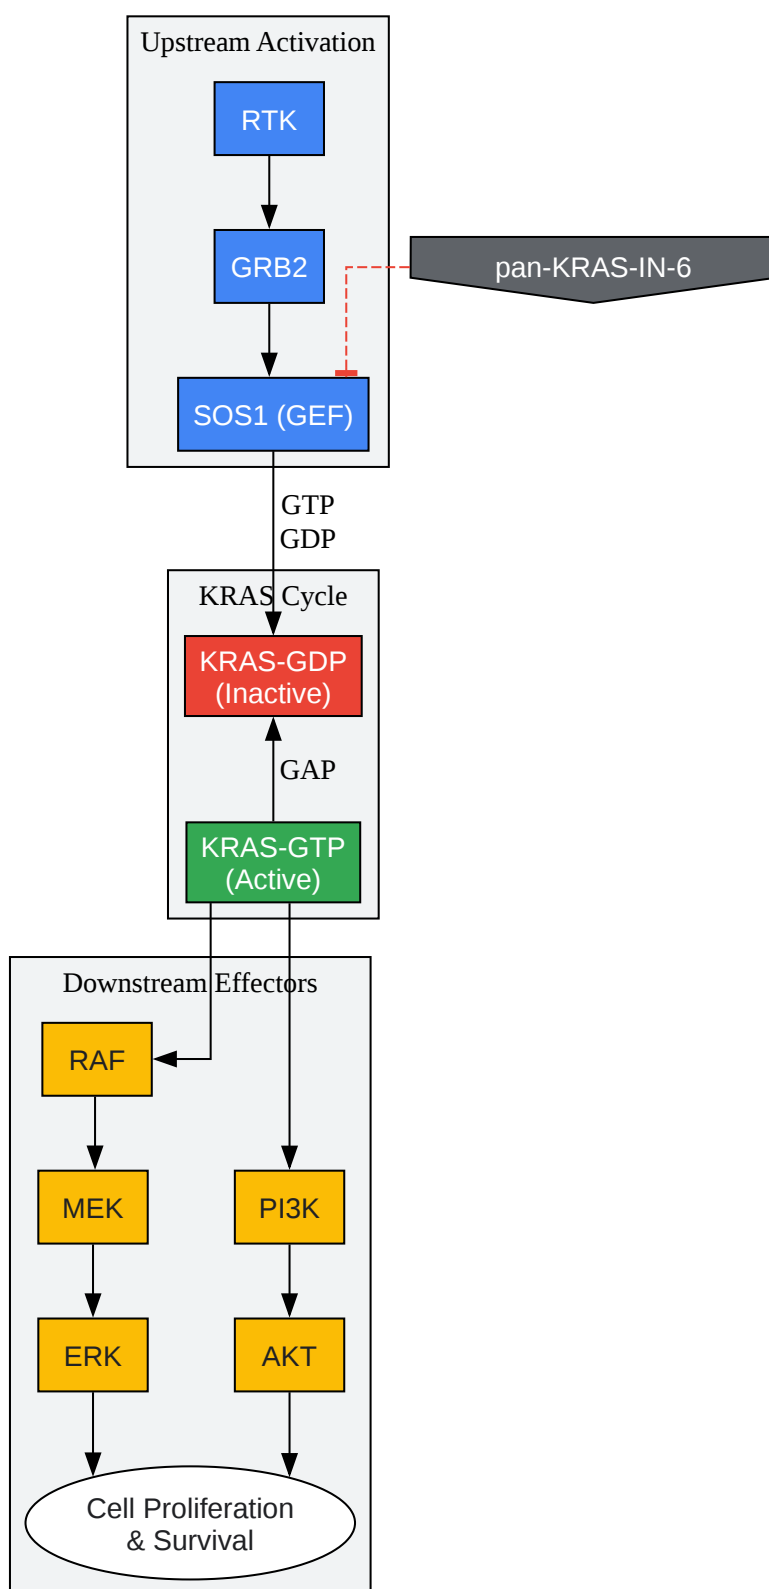 Upstream Activation
RTK
GRB2
pan-KRAS-IN-6
SOS1 (GEF)
GTP
GDP
KRAS Cycle
KRAS-GDP
(Inactive)
GAP
KRAS-GTP
(Active)
Downstream Effectors
RAF
MEK
PI3K
ERK
AKT
Cell Proliferation
& Survival